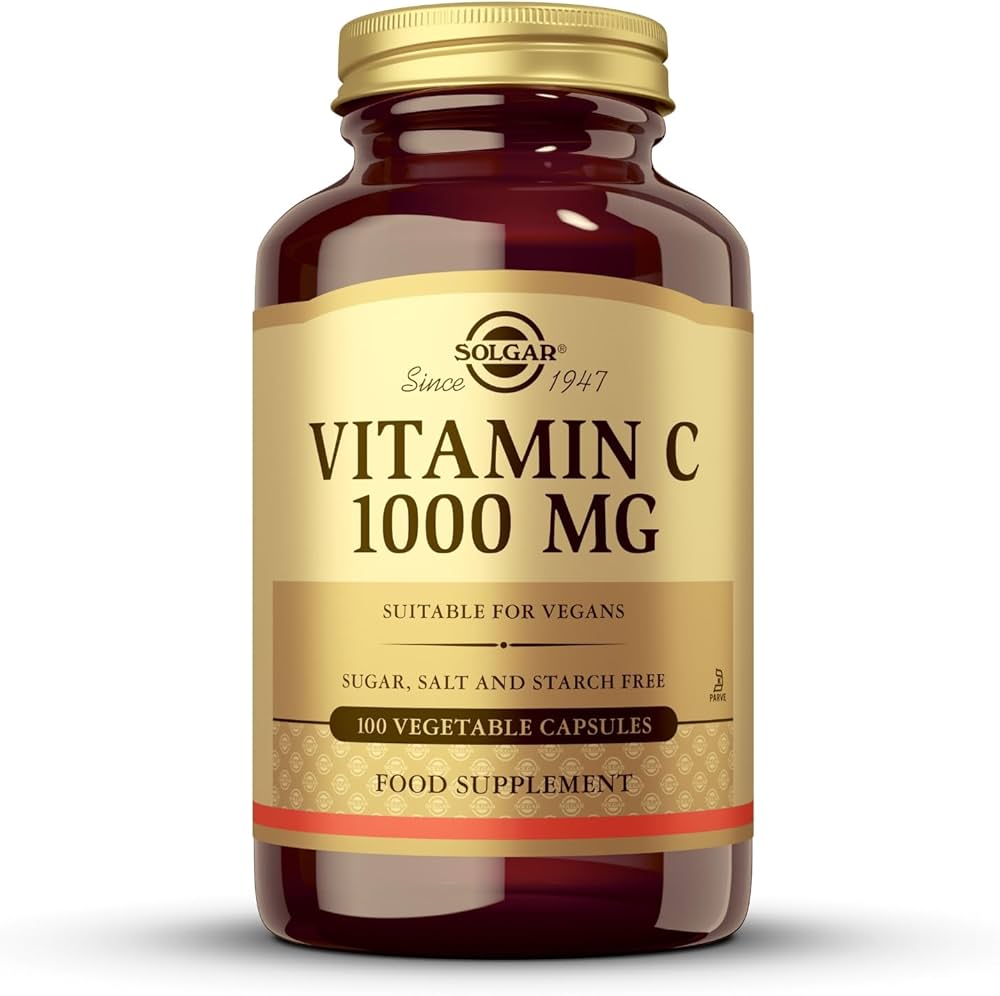 SOLGAR®
Since 1947
VITAMIN C
1000 MG
SUITABLE FOR VEGANS
SUGAR, SALT AND STARCH FREE
PARVE
100 VEGETABLE CAPSULES
FOOD SUPPLEMENT